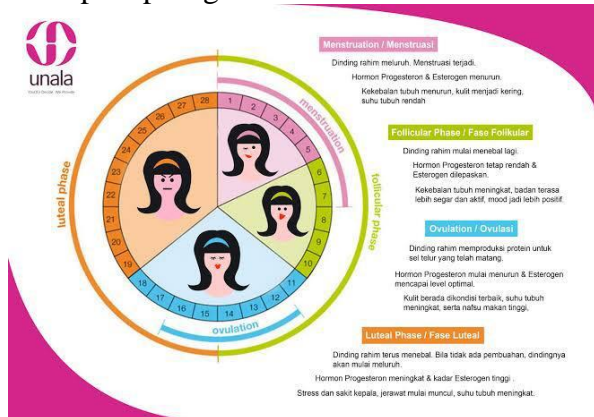 unala
Menstruation / Menstruasi
Dinding rahim meluruh. Menstruasi terjadi.
Hormon Progesteron & Esterogen menurun.
Kekebalan tubuh menurun, kulit menjadi kering,
suhu tubuh rendah
Follicular Phase / Fase Folikular
Dinding rahim mulai menebal lagi.
Hormon Progesteron tetap rendah &
Esterogen dilepaskan.
Kekebalan tubuh meningkat, badan terasa
lebih segar dan aktif, mood jadi lebih positif
Ovulation / Ovulasi
Dinding rahim memproduksi protein untuk
sel telur yang telah matang.
Hormon Progesteron mulai menurun & Esterogen
mencapai level optimal.
Kulit berada dikondisi terbaik, suhu tubuh
meningkat, serta nafsu makan tinggi,
Luteal Phase / Fase Luteal
Dinding rahim terus menebal. Bila tidak ada pembuahan, dindingnya
akan mulai meluruh.
Hormon Progesteron meningkat & kadar Esterogen tinggi .
Stress dan sakit kepala, jerawat mulai muncul, suhu tubuh meningkat.
menstruation
follicular phase
ovulation
luteal phase
1
2
3
4
5
6
7
8
9
10
11
12
13
14
15
16
17
18
19
20
21
22
23
24
25
26
27
28